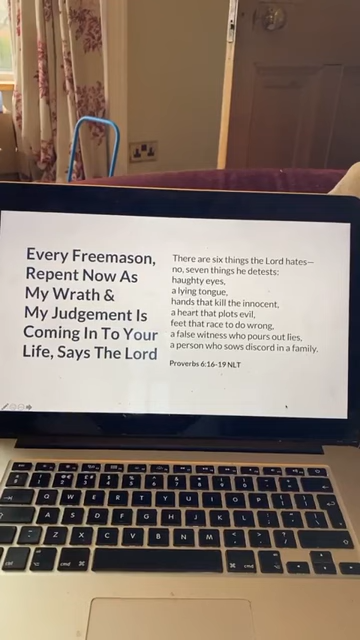 Every Freemason,
Repent Now As
My Wrath &
My Judgement Is
Coming In To Your
Life, Says The Lord
There are six things the Lord hates—
no, seven things he detests:
haughty eyes,
a lying tongue,
hands that kill the innocent,
a heart that plots evil,
feet that race to do wrong,
a false witness who pours out lies,
a person who sows discord in a family.
Proverbs 6:16-19 NLT
Q W E R T Y U I O P
A S D F G H J K L
Z X C V B N M
cmd cmd